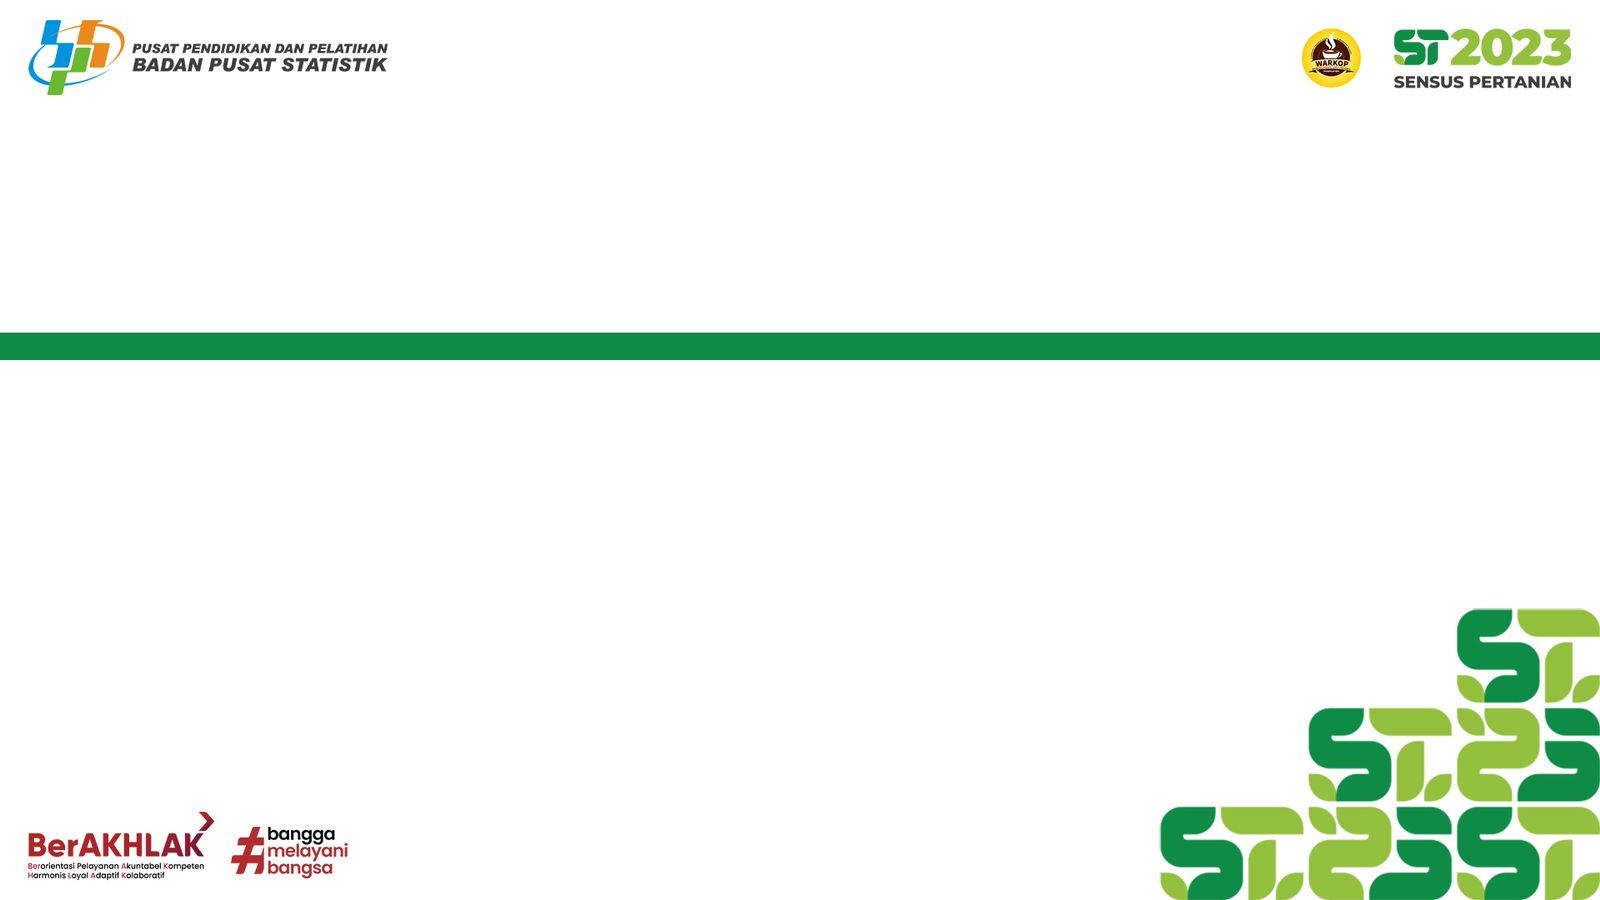 PUSAT PENDIDIKAN DAN PELATIHAN
BADAN PUSAT STATISTIK
WARKOP
ST2023
SENSUS PERTANIAN
BerAKHLAK
Berorientasi Pelayanan Akuntabel Kompeten
Harmonis Loyal Adaptif Kolaboratif
#bangga
melayani
bangsa